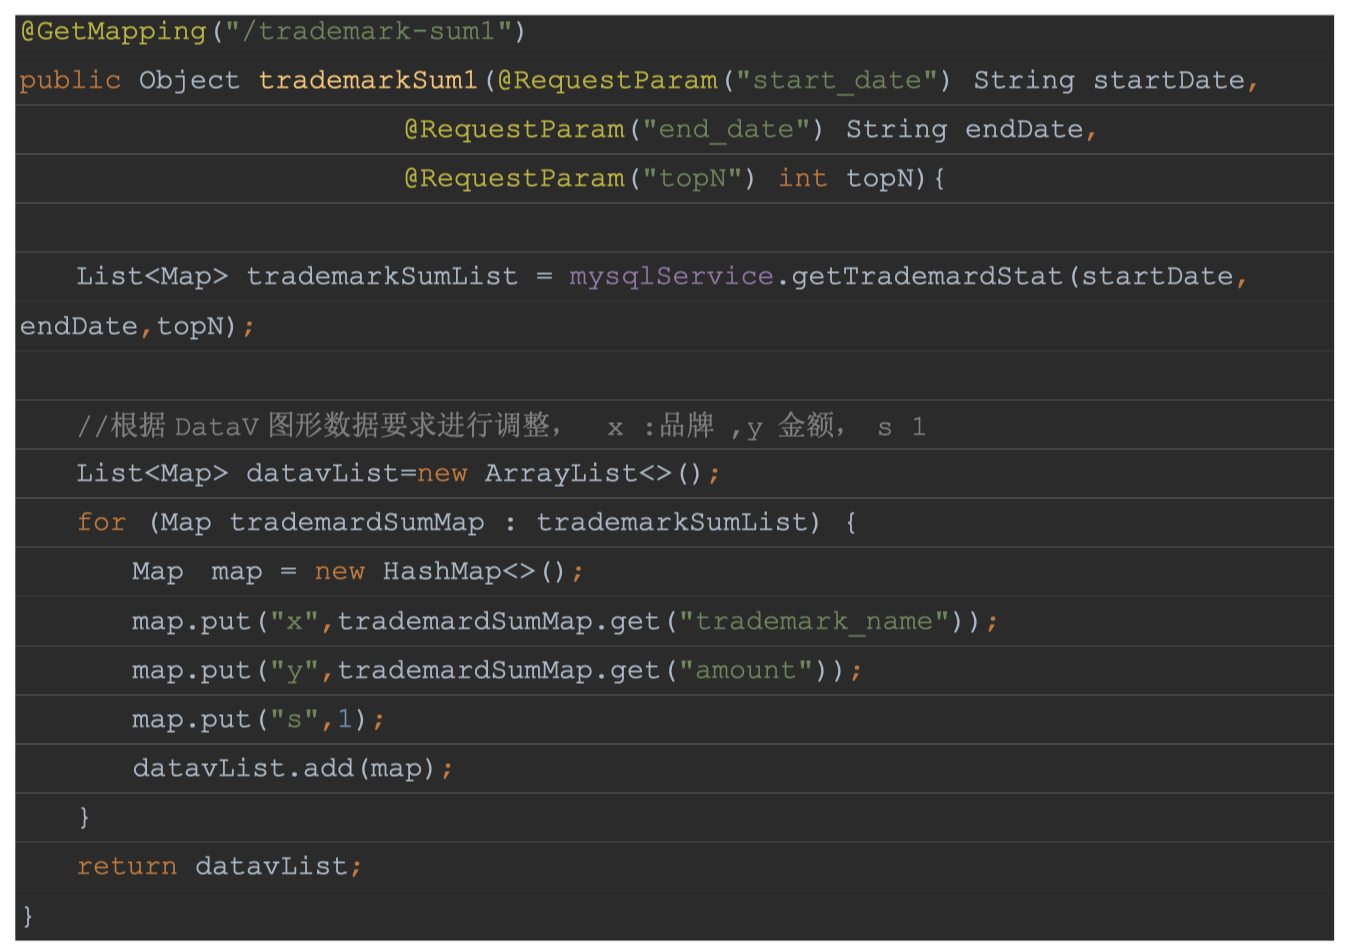 @GetMapping("/trademark-sum1")
public Object trademarkSum1(@RequestParam("start_date") String startDate,
@RequestParam("end_date") String endDate,
@RequestParam("topN") int topN){
List<Map> trademarkSumList = mysqlService.getTrademardStat(startDate,
endDate,topN);
//根据 DataV 图形数据要求进行调整， x :品牌 ,y 金额， s 1
List<Map> datavList=new ArrayList<>();
for (Map trademardSumMap : trademarkSumList) {
Map map = new HashMap<>();
map.put("x",trademardSumMap.get("trademark_name"));
map.put("y",trademardSumMap.get("amount"));
map.put("s",1);
datavList.add(map);
}
return datavList;
}